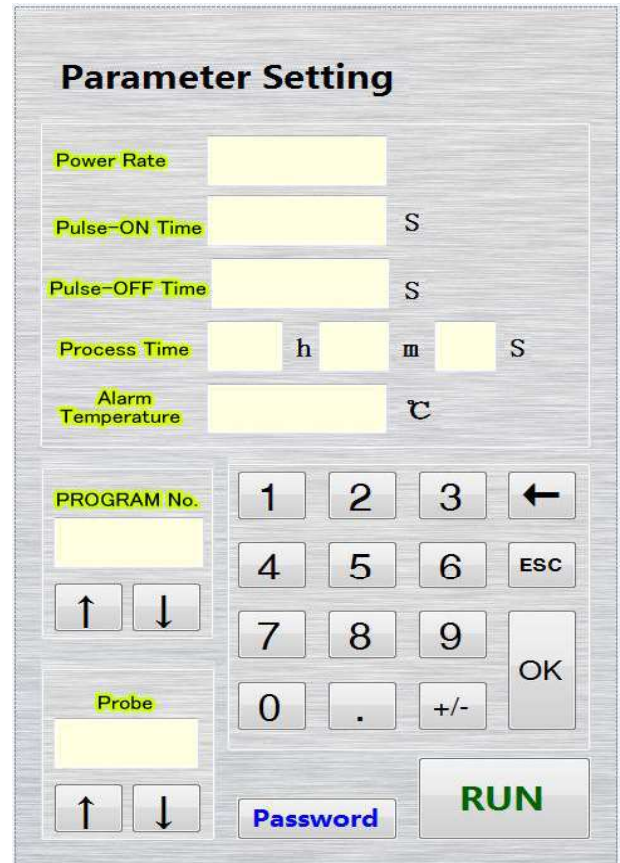 Parameter Setting
Power Rate
Pulse-ON Time S
Pulse-OFF Time S
Process Time h m S
Alarm
Temperature ℃
PROGRAM No.
↑ ↓
Probe
↑ ↓
1 2 3 ←
4 5 6 ESC
7 8 9
OK
0 . +/-
Password
RUN